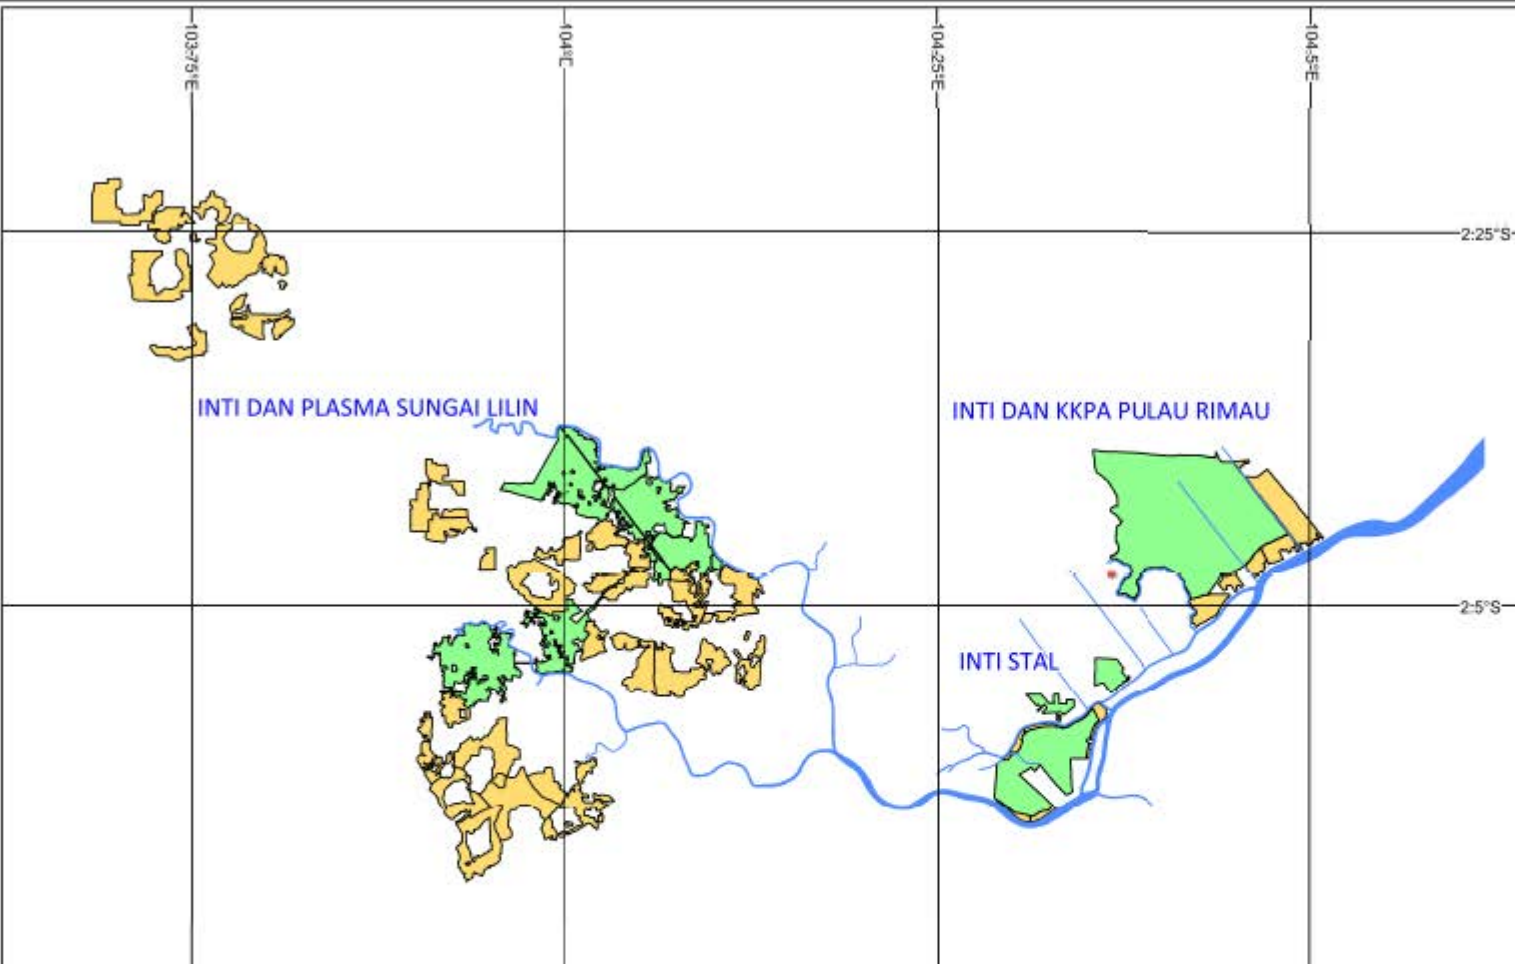 103.75°E
104°E
104.25°E
104.5°E
2.25°S
INTI DAN PLASMA SUNGAI LILIN
INTI DAN KKPA PULAU RIMAU
2.5°S
INTI STAL